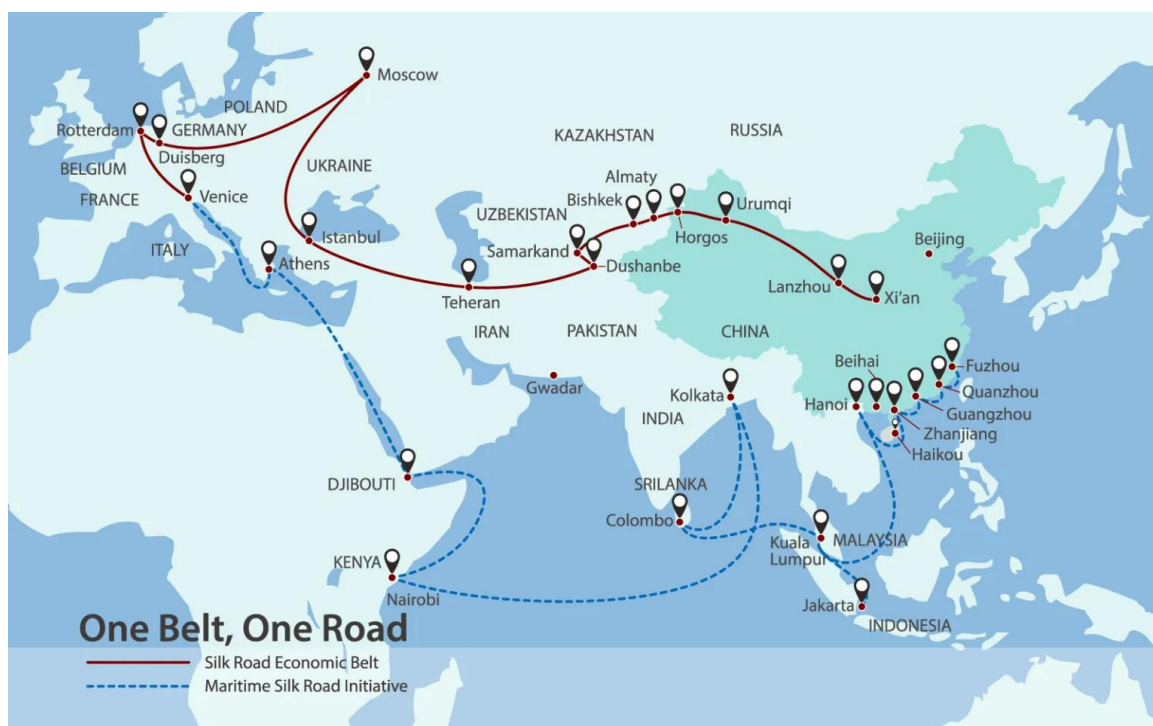 Moscow
POLAND
Rotterdam
GERMANY
Duisberg
KAZAKHSTAN
RUSSIA
BELGIUM
UKRAINE
FRANCE
Venice
Almaty
Bishkek
Urumqi
UZBEKISTAN
Horgos
ITALY
Istanbul
Athens
Samarkand
Dushanbe
Beijing
Teheran
Lanzhou
Xi'an
IRAN
PAKISTAN
CHINA
Beihai
Fuzhou
Gwadar
Kolkata
Hanoi
Quanzhou
INDIA
Guangzhou
Zhanjiang
Haikou
DJIBOUTI
SRILANKA
Colombo
Kuala
Lumpur
MALAYSIA
KENYA
Nairobi
Jakarta
INDONESIA
One Belt, One Road
Silk Road Economic Belt
Maritime Silk Road Initiative